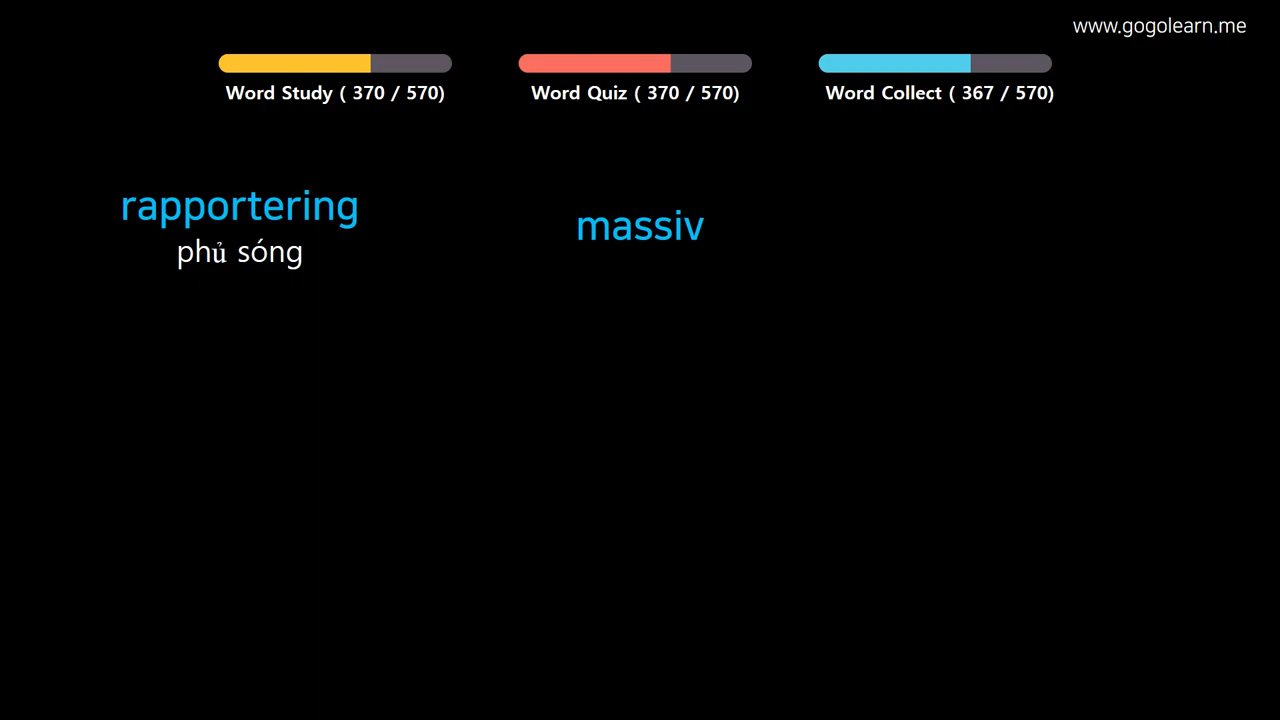 www.gogolearn.me
Word Study ( 370 / 570)
Word Quiz ( 370 / 570)
Word Collect ( 367 / 570)
rapportering
phủ sóng
massiv